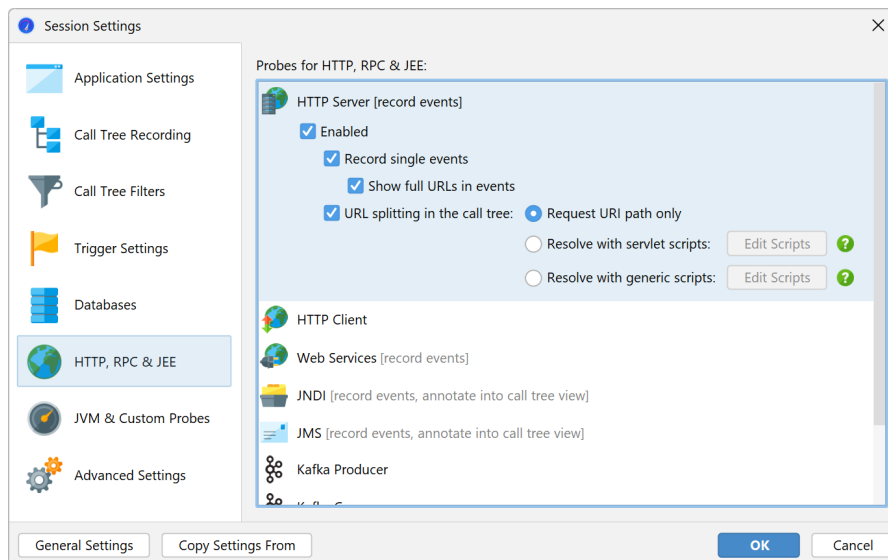 Session Settings
Application Settings
Call Tree Recording
Call Tree Filters
Trigger Settings
Databases
HTTP, RPC & JEE
JVM & Custom Probes
Advanced Settings
Probes for HTTP, RPC & JEE:
HTTP Server [record events]
Enabled
Record single events
Show full URLs in events
URL splitting in the call tree: Request URI path only
Resolve with servlet scripts: Edit Scripts ?
Resolve with generic scripts: Edit Scripts ?
HTTP Client
Web Services [record events]
JNDI [record events, annotate into call tree view]
JMS [record events, annotate into call tree view]
Kafka Producer
General Settings Copy Settings From OK Cancel